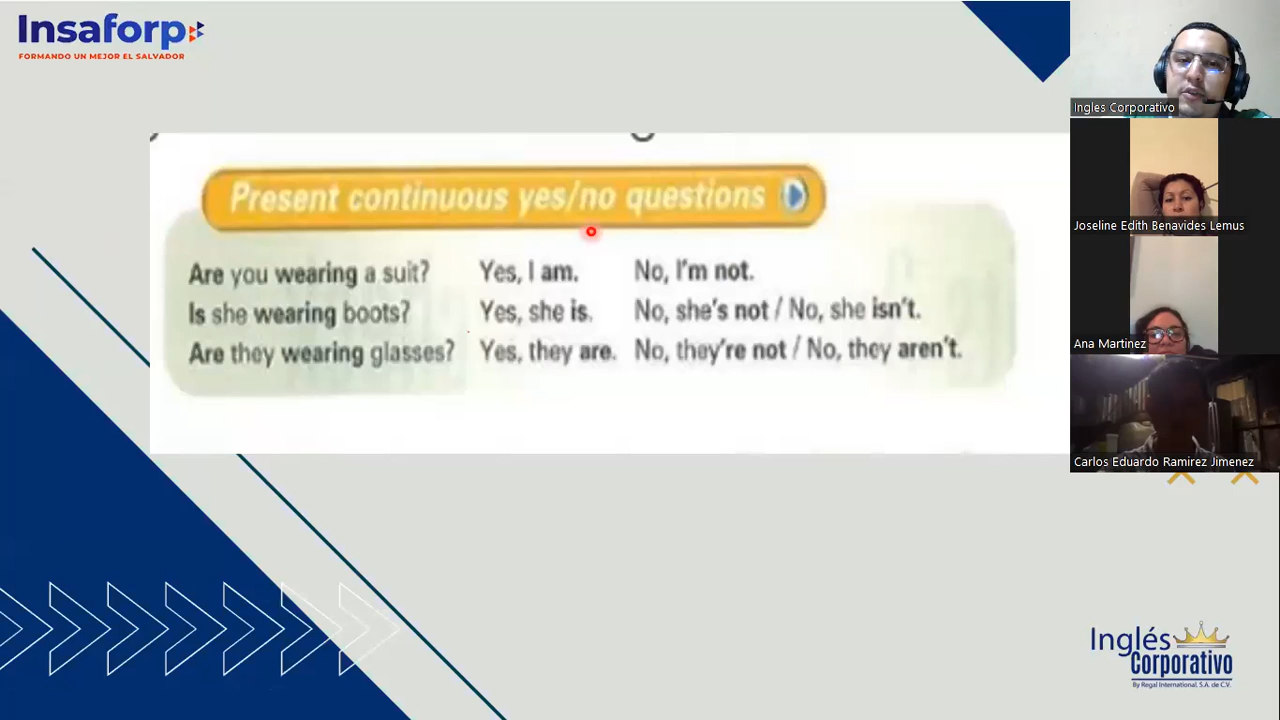 Insaforp
FORMANDO UN MEJOR EL SALVADOR
Present continuous yes/no questions
Are you wearing a suit? Yes, I am. No, I'm not.
Is she wearing boots? Yes, she is. No, she's not / No, she isn't.
Are they wearing glasses? Yes, they are. No, they're not / No, they aren't.
Ingles Corporativo
Joseline Edith Benavides Lemus
Ana Martinez
Carlos Eduardo Ramirez Jimenez
Inglés
Corporativo
By Regal International, S.A. de C.V.